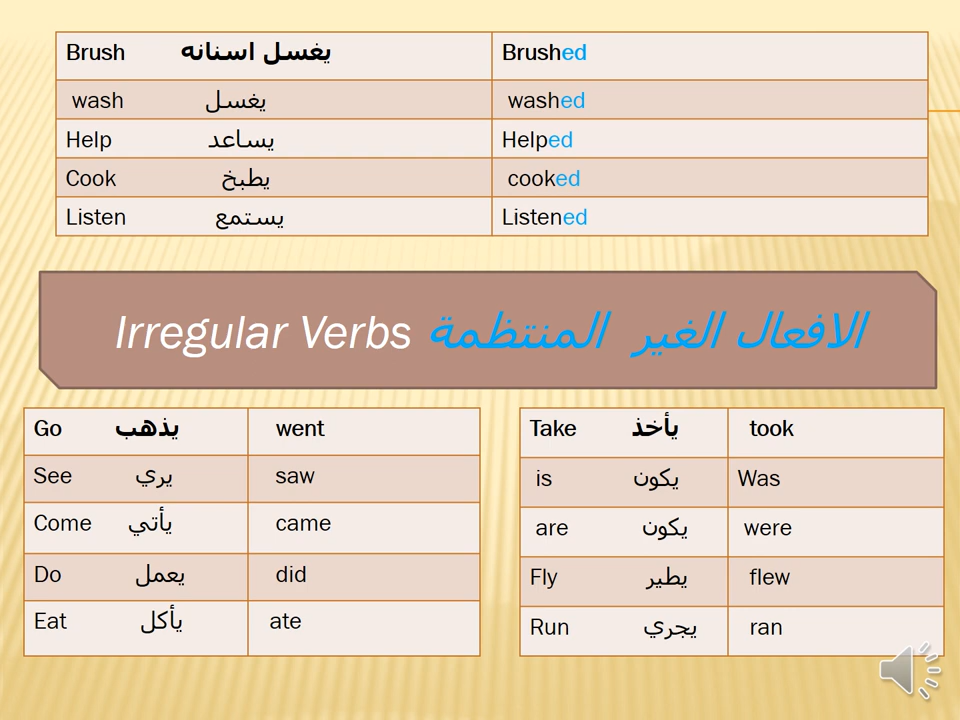 Brush يغسل اسنانه Brushed
wash يغسل washed
Help يساعد Helped
Cook يطبخ cooked
Listen يستمع Listened
Irregular Verbs الافعال الغير المنتظمة
Go يذهب went
See يري saw
Come يأتي came
Do يعمل did
Eat يأكل ate
Take يأخذ took
is يكون Was
are يكون were
Fly يطير flew
Run يجري ran